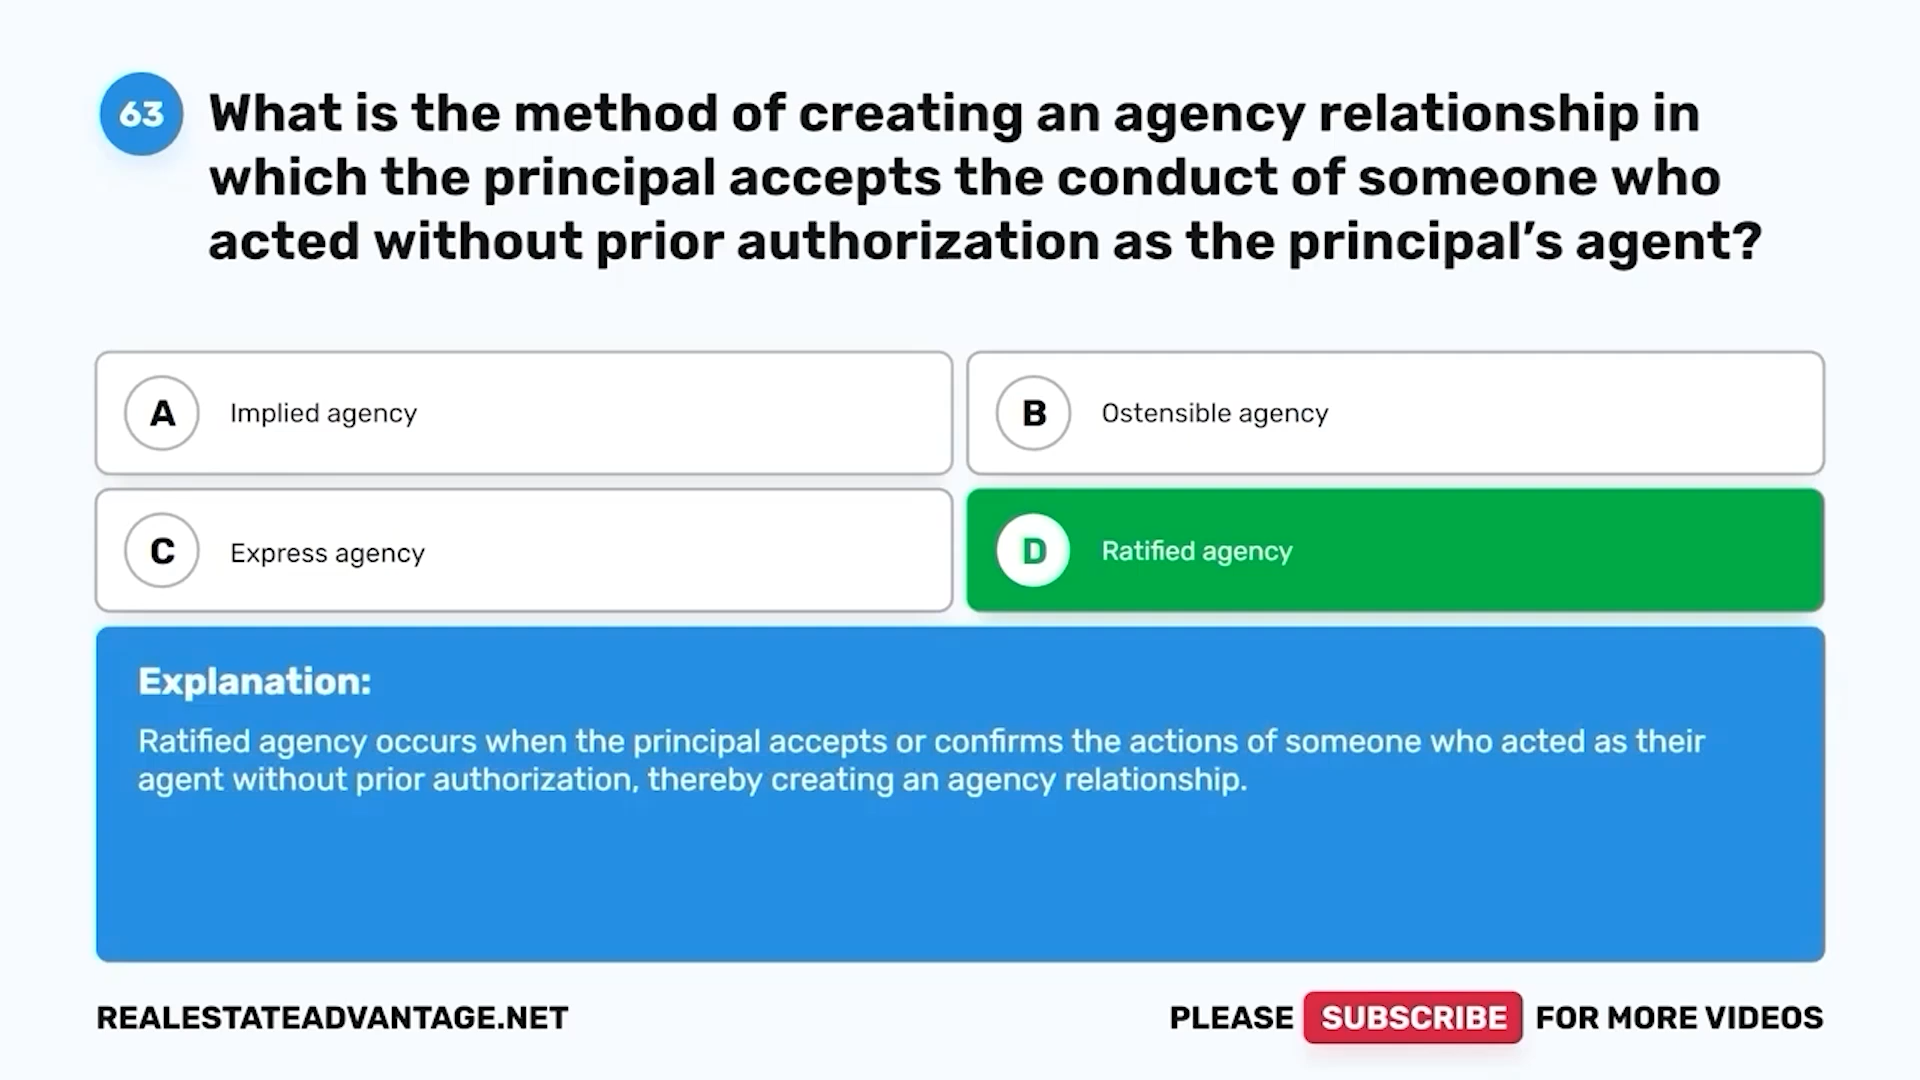 63
What is the method of creating an agency relationship in
which the principal accepts the conduct of someone who
acted without prior authorization as the principal’s agent?
A Implied agency
B Ostensible agency
C Express agency
D Ratified agency
Explanation:
Ratified agency occurs when the principal accepts or confirms the actions of someone who acted as their
agent without prior authorization, thereby creating an agency relationship.
REALESTATEADVANTAGE.NET
PLEASE SUBSCRIBE FOR MORE VIDEOS